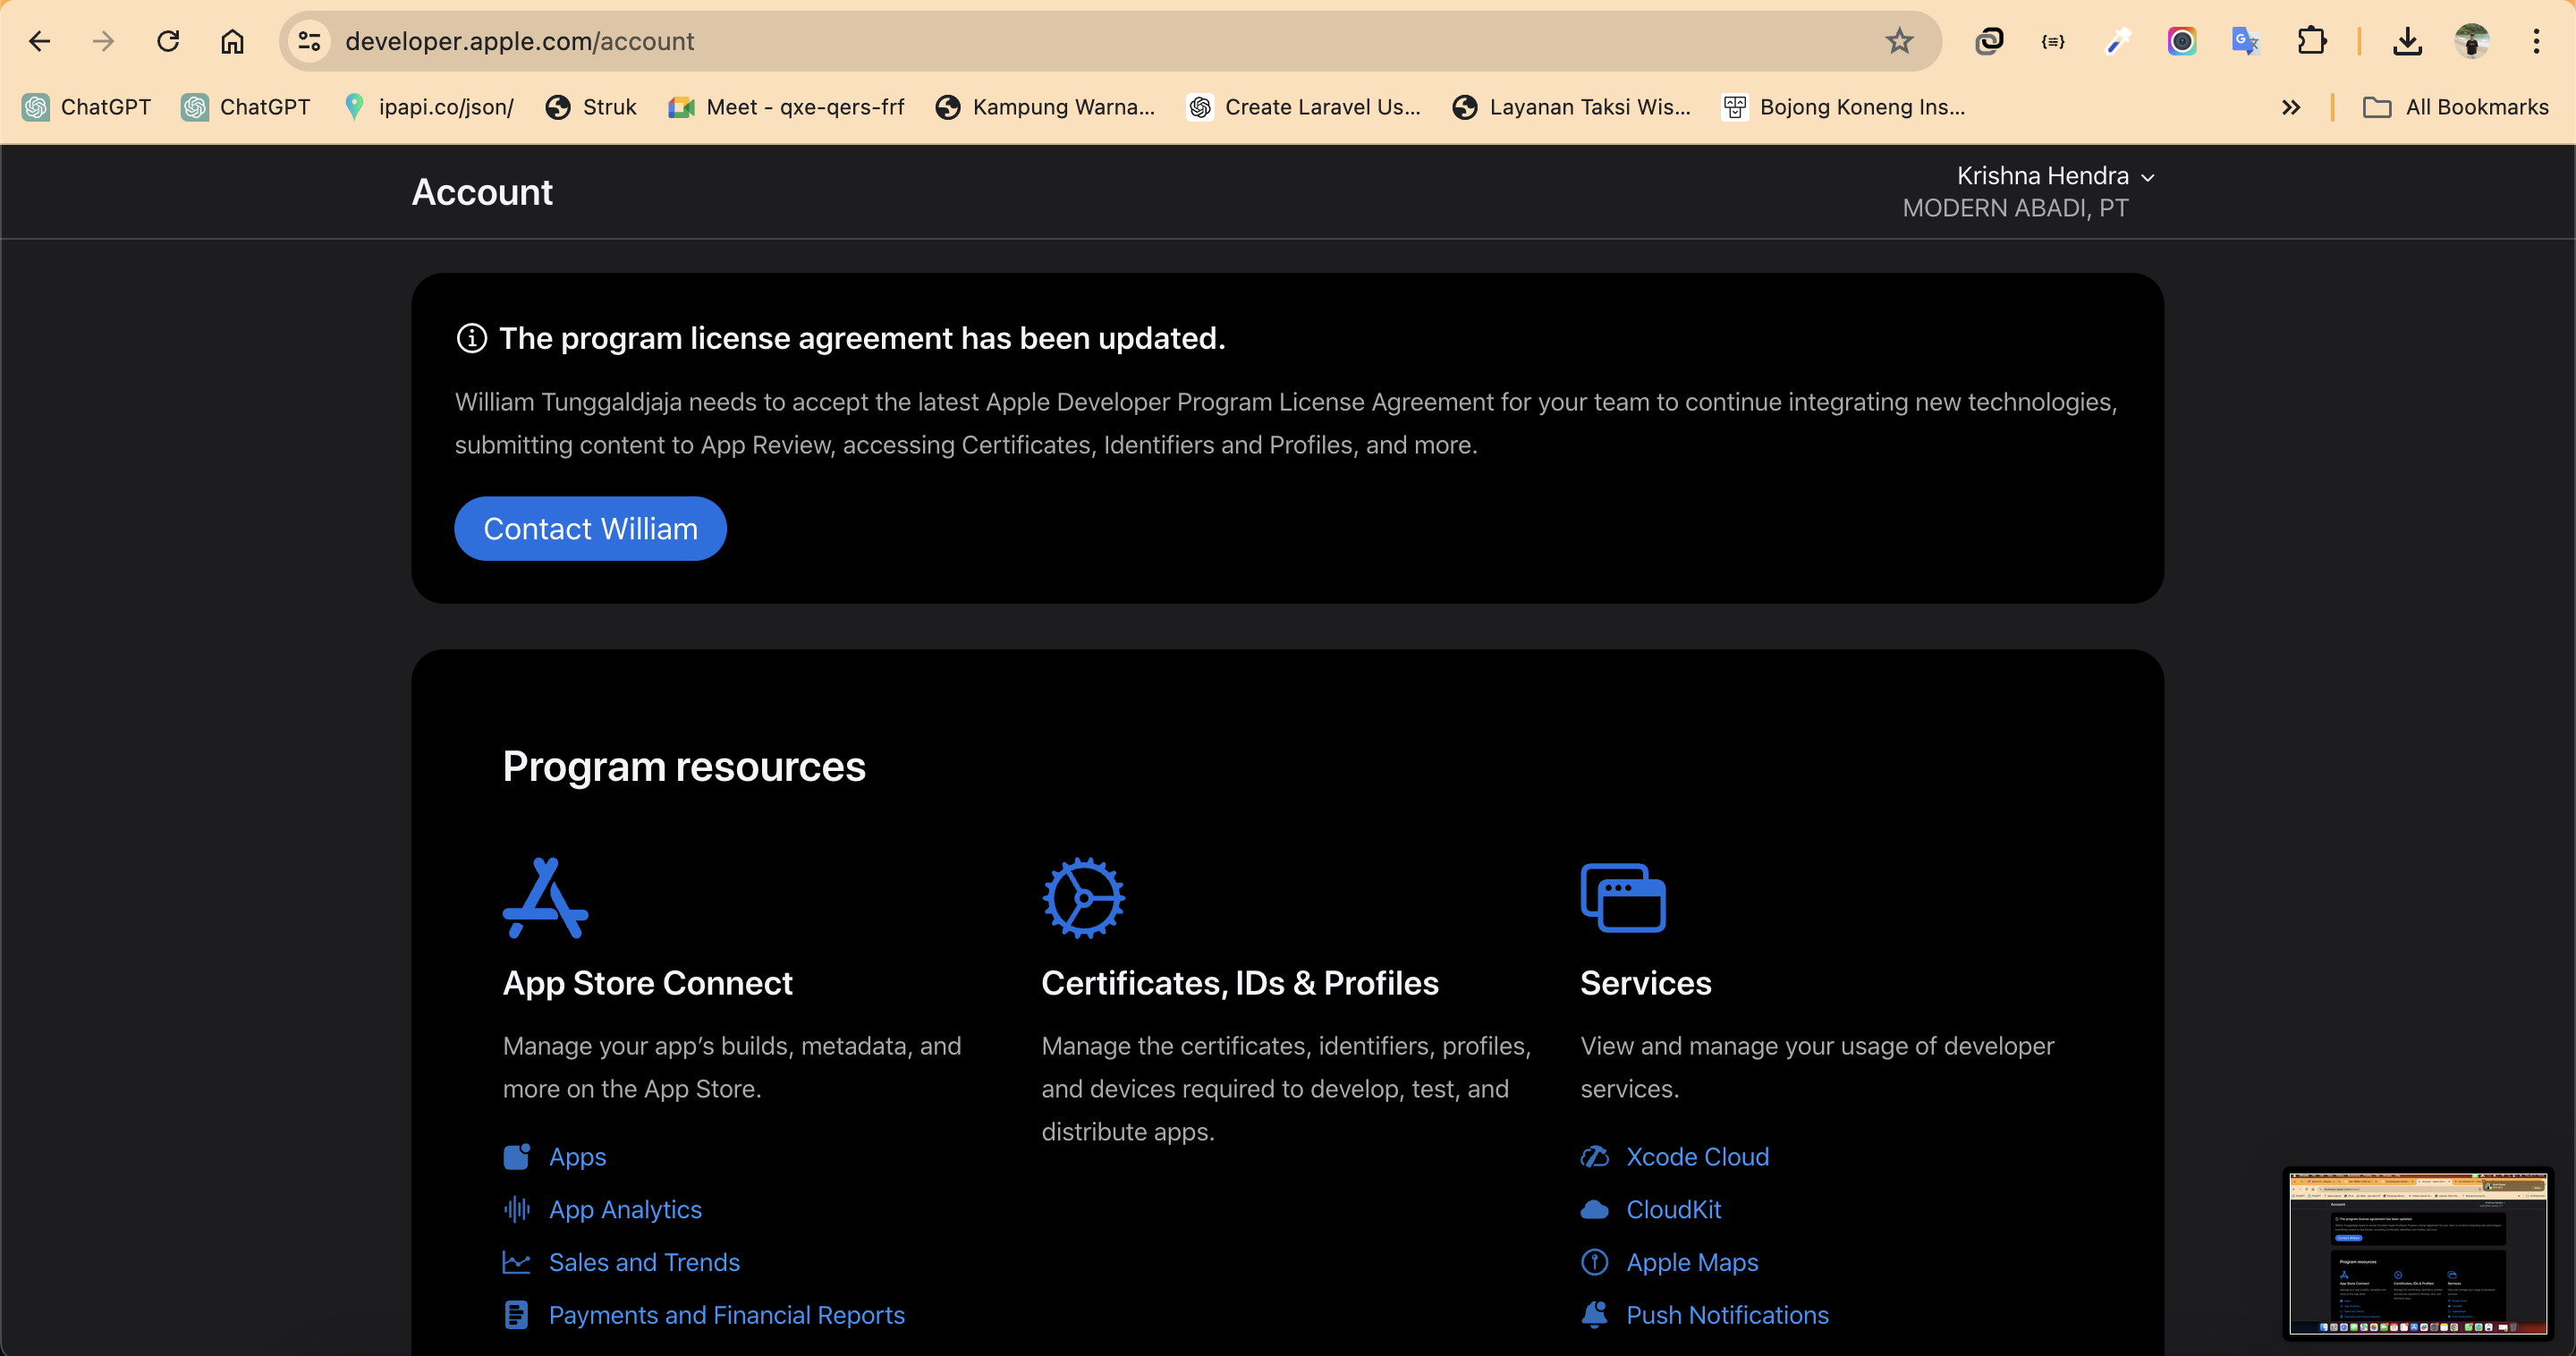 developer.apple.com/account
ChatGPT
ChatGPT
ipapi.co/json/
Struk
Meet - qxe-qers-frf
Kampung Warna...
Create Laravel Us...
Layanan Taksi Wis...
Bojong Koneng Ins...
All Bookmarks
Account
Krishna Hendra
MODERN ABADI, PT
The program license agreement has been updated.
William Tunggaldjaja needs to accept the latest Apple Developer Program License Agreement for your team to continue integrating new technologies,
submitting content to App Review, accessing Certificates, Identifiers and Profiles, and more.
Contact William
Program resources
App Store Connect
Manage your app’s builds, metadata, and
more on the App Store.
Apps
App Analytics
Sales and Trends
Payments and Financial Reports
Certificates, IDs & Profiles
Manage the certificates, identifiers, profiles,
and devices required to develop, test, and
distribute apps.
Services
View and manage your usage of developer
services.
Xcode Cloud
CloudKit
Apple Maps
Push Notifications